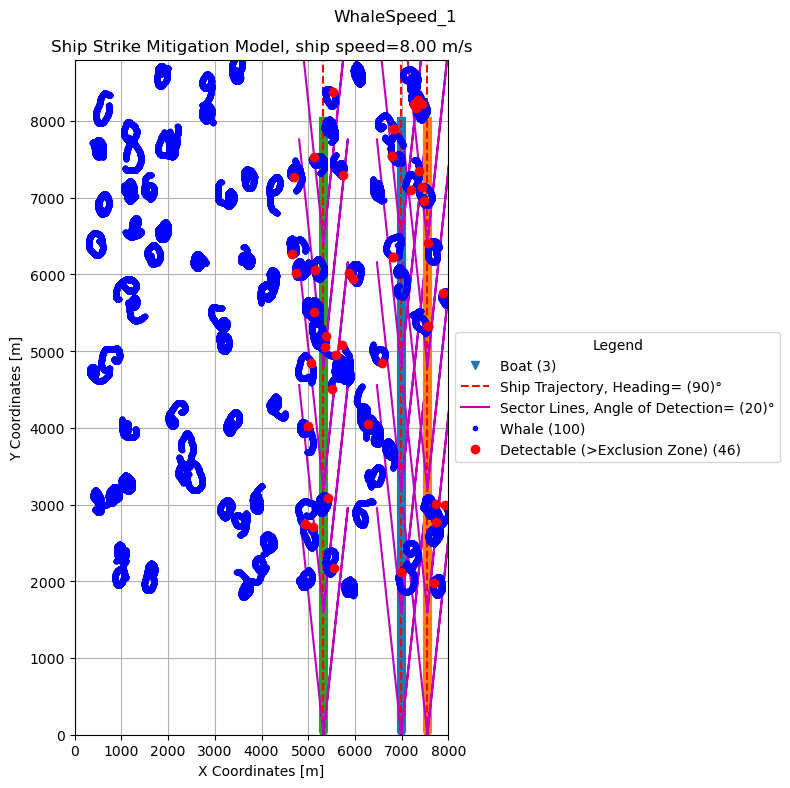 WhaleSpeed_1
Ship Strike Mitigation Model, ship speed=8.00 m/s
Y Coordinates [m]
8000
7000
6000
5000
4000
3000
2000
1000
0
0 1000 2000 3000 4000 5000 6000 7000 8000
X Coordinates [m]
Legend
Boat (3)
Ship Trajectory, Heading= (90)°
Sector Lines, Angle of Detection= (20)°
Whale (100)
Detectable (>Exclusion Zone) (46)